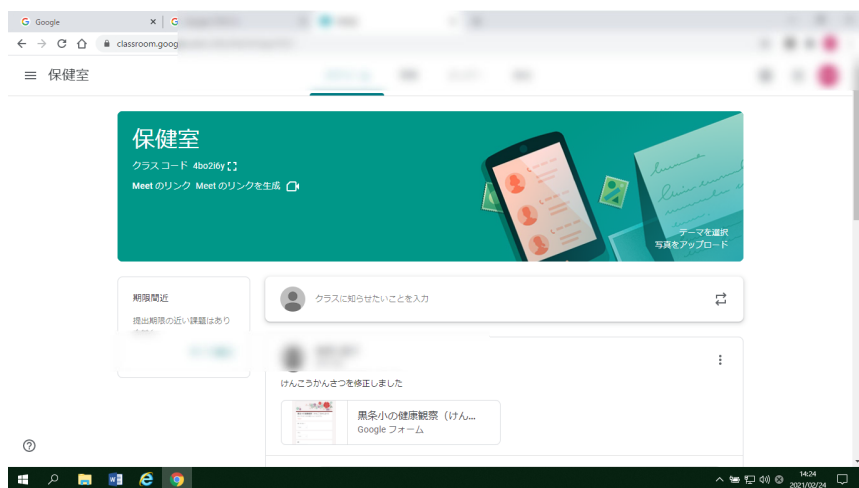 Google
classroom.goog
保健室
保健室
クラス コード 4bo2i6y
Meet のリンク Meet のリンクを生成
テーマを選択
写真をアップロード
期限間近
提出期限の近い課題はあり
クラスに知らせたいことを入力
けんこうかんさつを修正しました
黒条小の健康観察（けん...
Google フォーム
14:24
2021/02/24